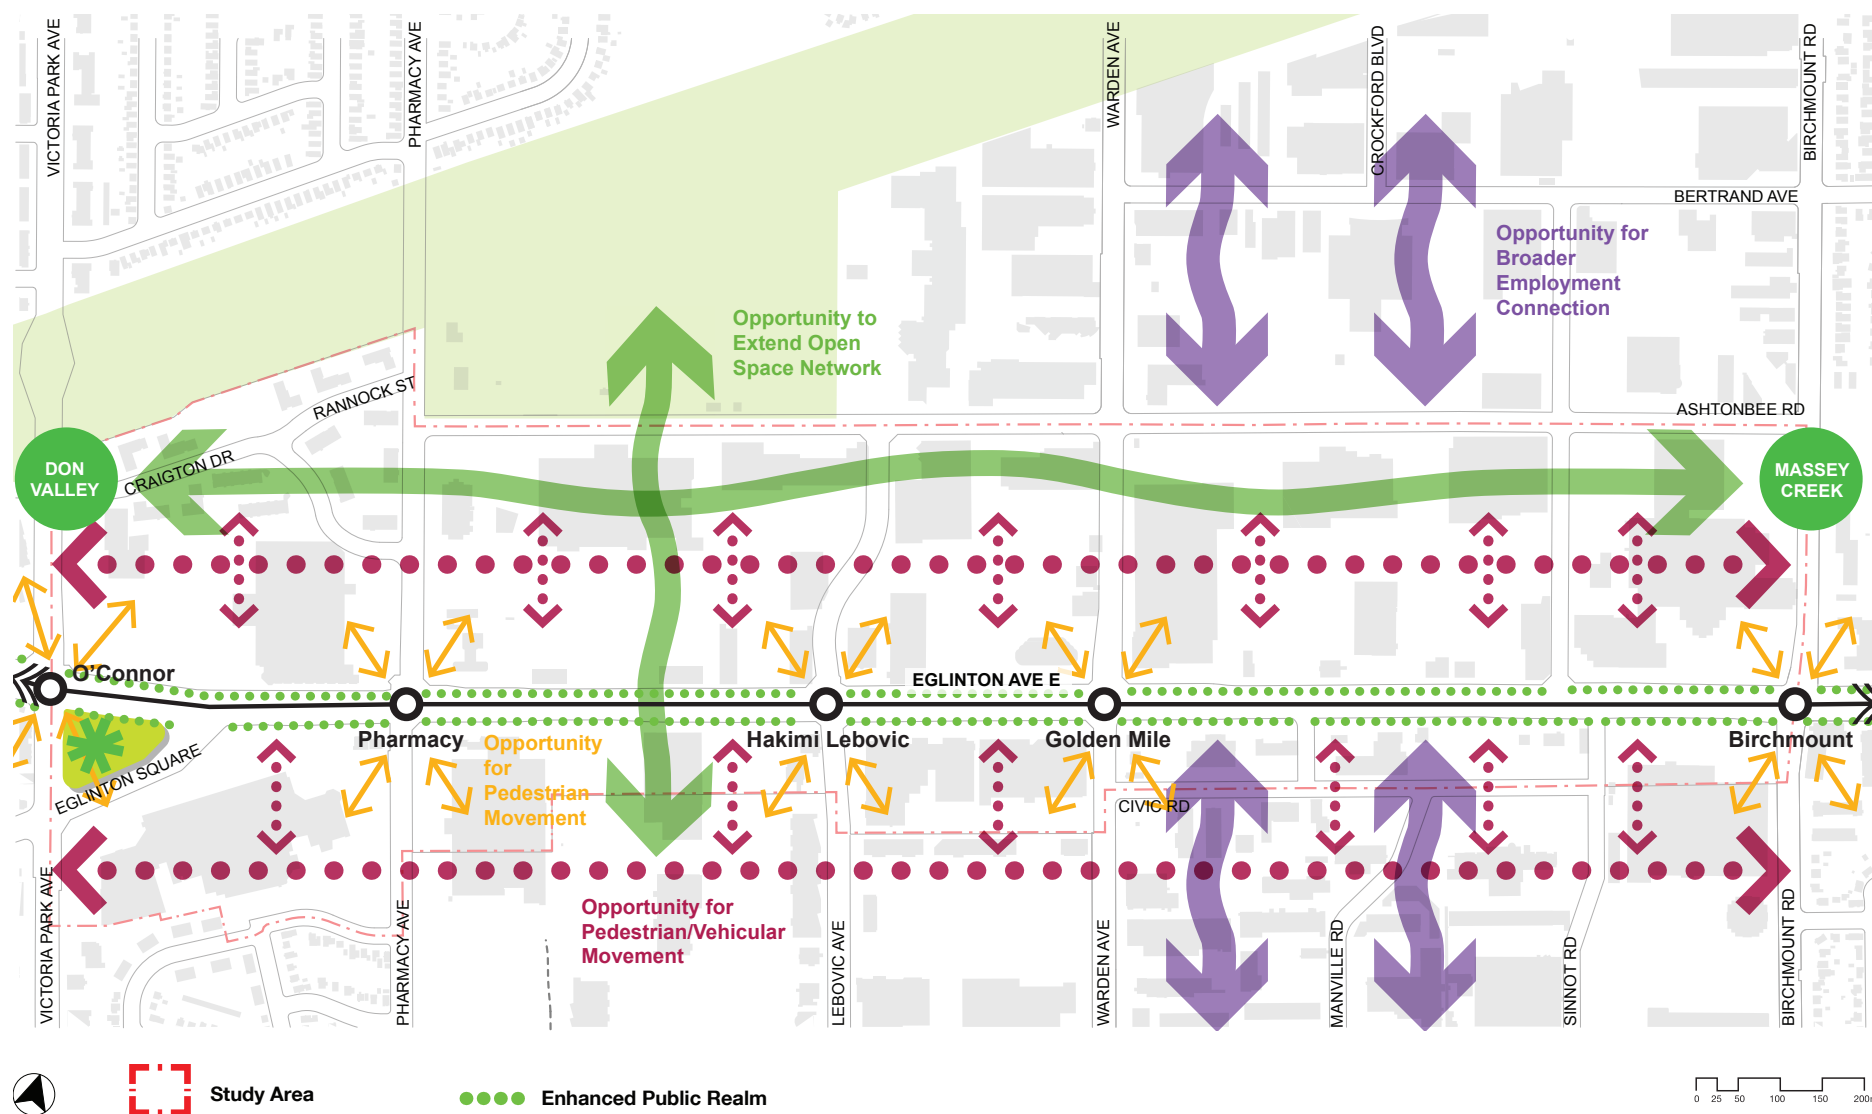 VICTORIA PARK AVE
PHARMACY AVE
WARDEN AVE
CROCKFORD BLVD
BIRCHMOUNT RD
BERTRAND AVE
Opportunity for
Broader
Employment
Connection
Opportunity to
Extend Open
Space Network
RANNOCK ST
ASHTONBEE RD
DON
VALLEY
CRAIGTON DR
MASSEY
CREEK
O'Connor
EGLINTON AVE E
Pharmacy
Hakimi Lebovic
Golden Mile
Birchmount
Opportunity
for
Pedestrian
Movement
EGLINTON SQUARE
CIVIC RD
Opportunity for
Pedestrian/Vehicular
Movement
VICTORIA PARK AVE
PHARMACY AVE
LEBOVIC AVE
WARDEN AVE
MANVILLE RD
SINNOT RD
BIRCHMOUNT RD
Study Area
Enhanced Public Realm
0 25 50 100 150 200